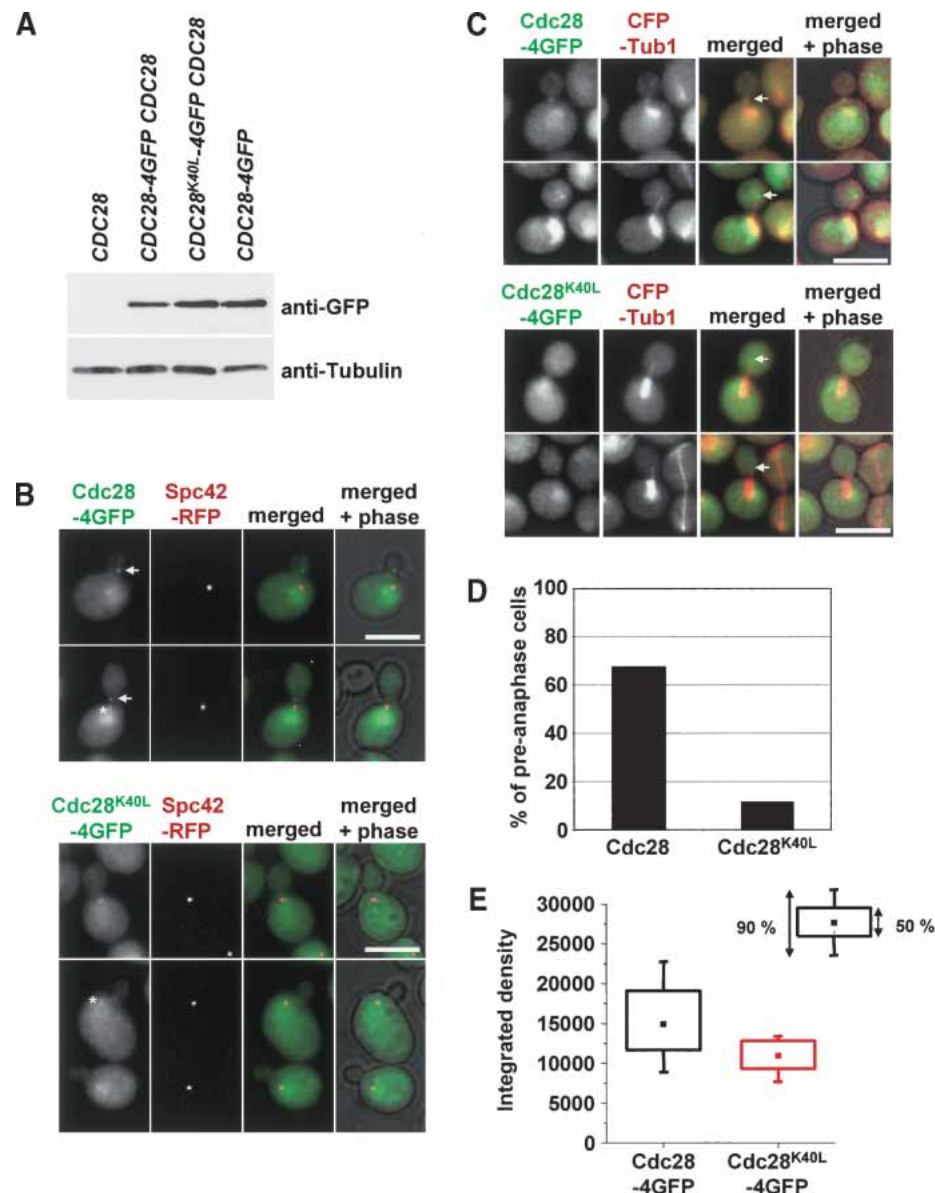 A
CDC28
CDC28-4GFP CDC28
CDC28K40L-4GFP CDC28
CDC28-4GFP
anti-GFP
anti-Tubulin
B
Cdc28
-4GFP
Spc42
-RFP
merged
merged
+ phase
*
Cdc28K40L
-4GFP
Spc42
-RFP
merged
merged
+ phase
*
C
Cdc28
-4GFP
CFP
-Tub1
merged
merged
+ phase
Cdc28K40L
-4GFP
CFP
-Tub1
merged
merged
+ phase
D
% of pre-anaphase cells
100
80
60
40
20
0
Cdc28
Cdc28K40L
E
Integrated density
30000
25000
20000
15000
10000
5000
0
90 %
50 %
Cdc28
-4GFP
Cdc28K40L
-4GFP